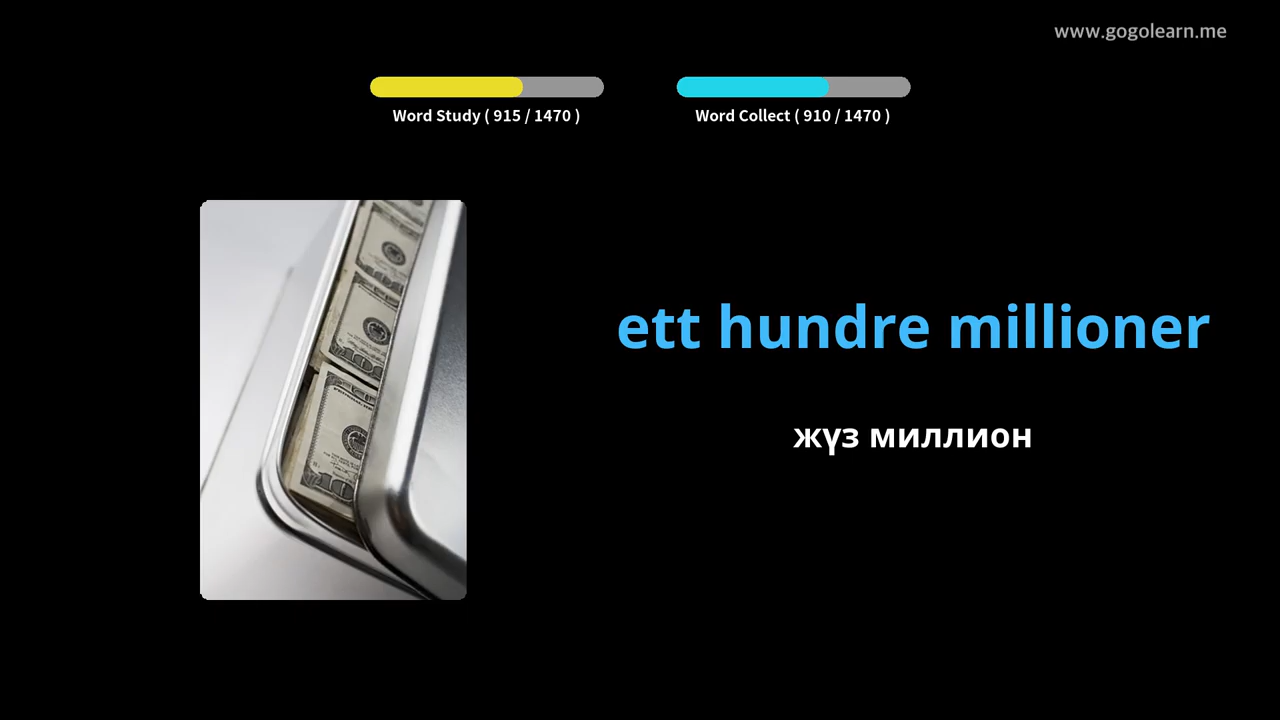 www.gogolearn.me
Word Study ( 915 / 1470 )
Word Collect ( 910 / 1470 )
ett hundre millioner
жүз миллион